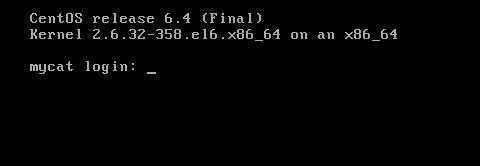 CentOS release 6.4 (Final)
Kernel 2.6.32-358.el6.x86_64 on an x86_64
mycat login: _